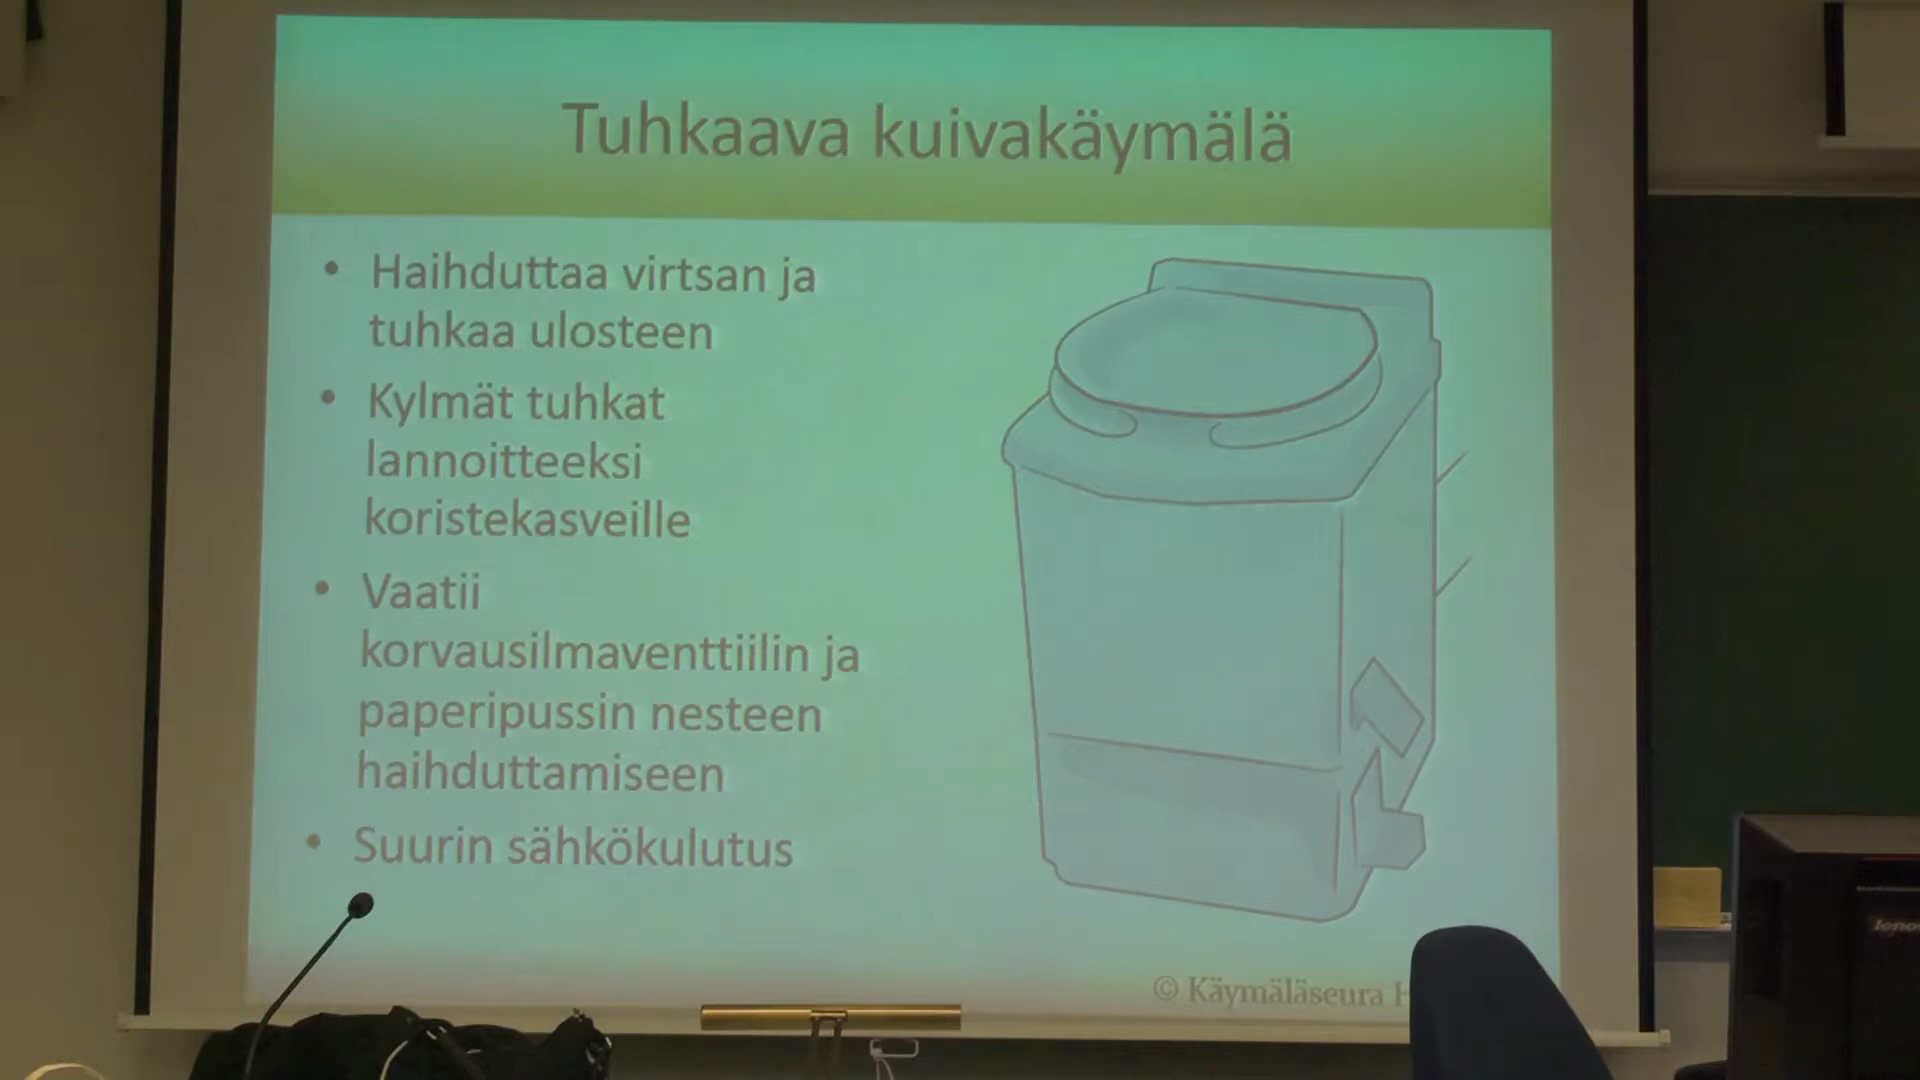 Tuhkaava kuivakäymälä
• Haihduttaa virtsan ja
tuhkaa ulosteen
• Kylmät tuhkat
lannoitteeksi
koristekasveille
• Vaatii
korvausilmaventtiilin ja
paperipussin nesteen
haihduttamiseen
• Suurin sähkökulutus
© Käymäläseura